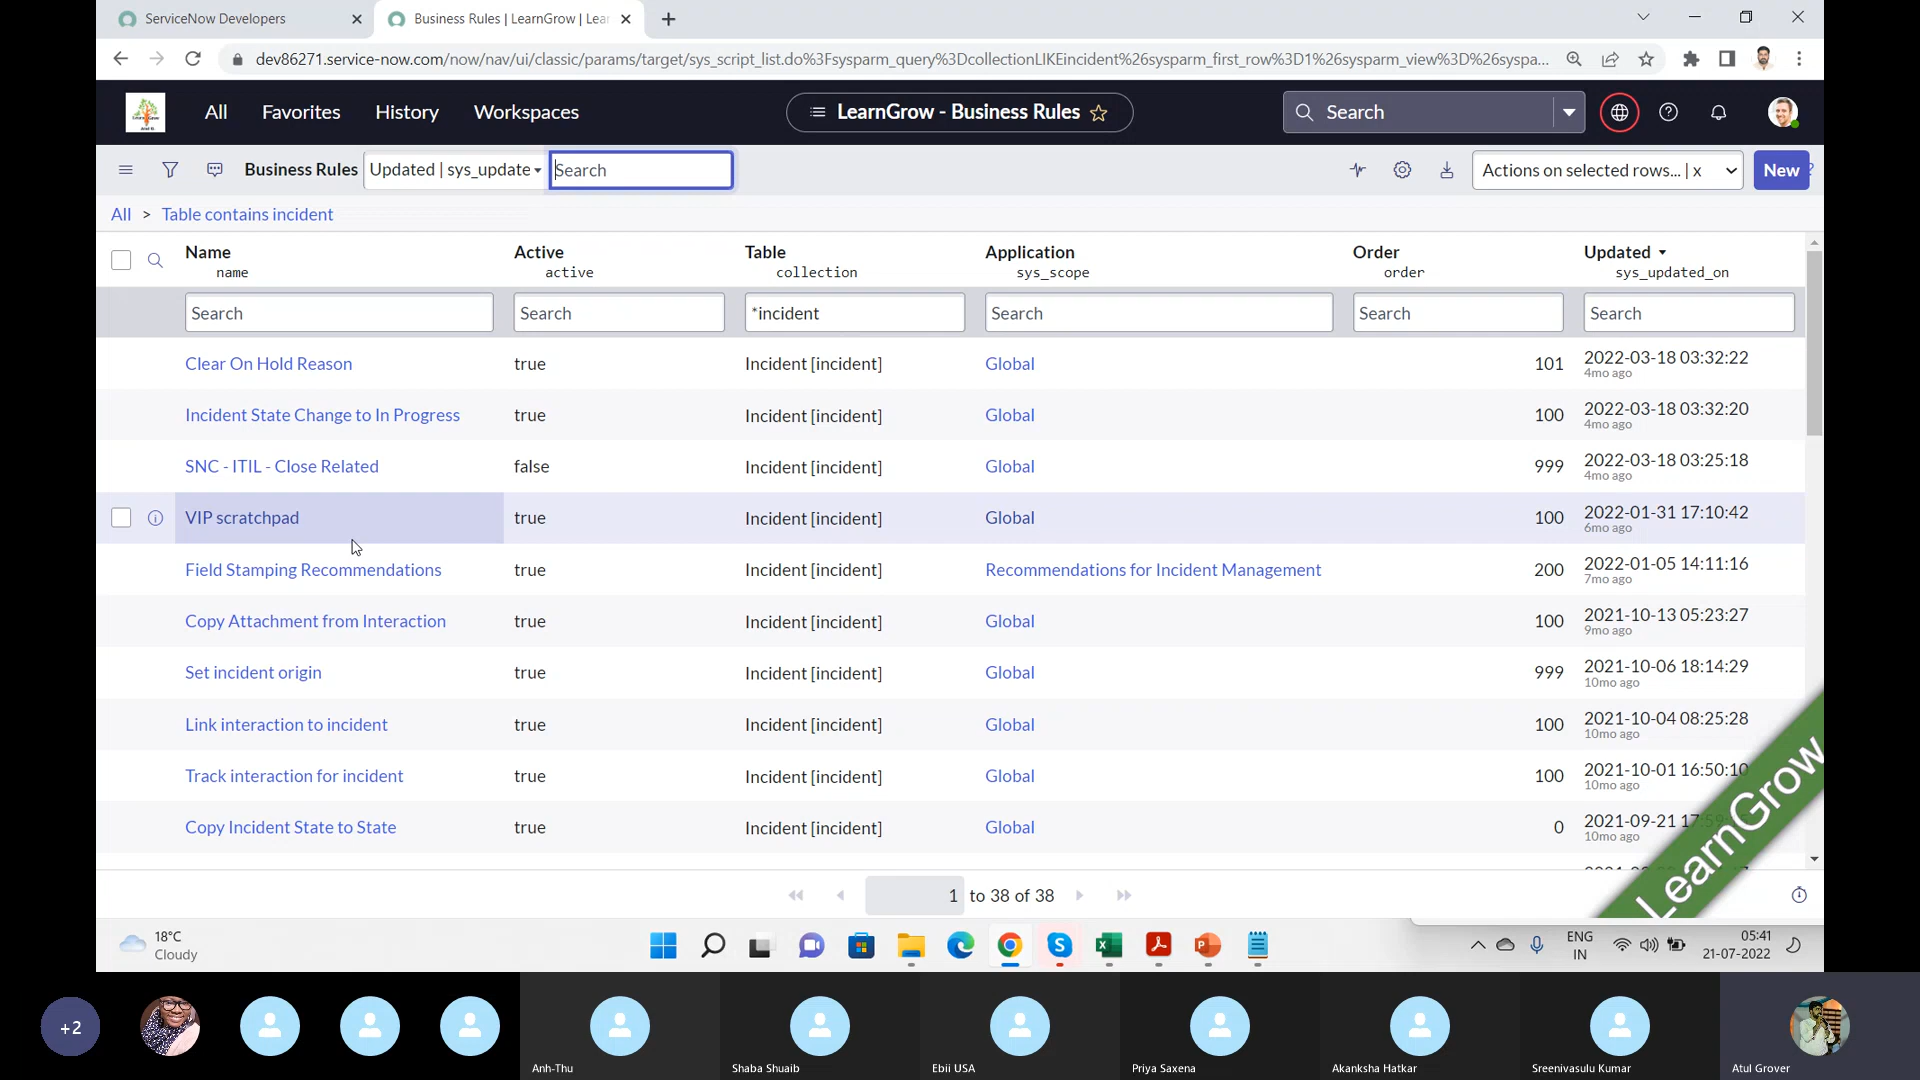 ServiceNow Developers
Business Rules | LearnGrow | Lear
dev86271.service-now.com/now/nav/ui/classic/params/target/sys_script_list.do%3Fsysparm_query%3DcollectionLIKEincident%26sysparm_first_row%3D1%26sysparm_view%3D%26syspa...
All Favorites History Workspaces LearnGrow - Business Rules Search
Business Rules Updated | sys_update Search Actions on selected rows... | x New
All > Table contains incident
Name Active Table Application Order Updated
name active collection sys_scope order sys_updated_on
Search Search *incident Search Search Search
Clear On Hold Reason true Incident [incident] Global 101 2022-03-18 03:32:22
4mo ago
Incident State Change to In Progress true Incident [incident] Global 100 2022-03-18 03:32:20
4mo ago
SNC - ITIL - Close Related false Incident [incident] Global 999 2022-03-18 03:25:18
4mo ago
VIP scratchpad true Incident [incident] Global 100 2022-01-31 17:10:42
6mo ago
Field Stamping Recommendations true Incident [incident] Recommendations for Incident Management 200 2022-01-05 14:11:16
7mo ago
Copy Attachment from Interaction true Incident [incident] Global 100 2021-10-13 05:23:27
9mo ago
Set incident origin true Incident [incident] Global 999 2021-10-06 18:14:29
10mo ago
Link interaction to incident true Incident [incident] Global 100 2021-10-04 08:25:28
10mo ago
Track interaction for incident true Incident [incident] Global 100 2021-10-01 16:50:10
10mo ago
Copy Incident State to State true Incident [incident] Global 0 2021-09-21
10mo ago
LearnGrow
1 to 38 of 38
18°C
Cloudy
ENG
IN
05:41
21-07-2022
+2
Anh-Thu
Shaba Shuaib
Ebii USA
Priya Saxena
Akanksha Hatkar
Sreenivasulu Kumar
Atul Grover